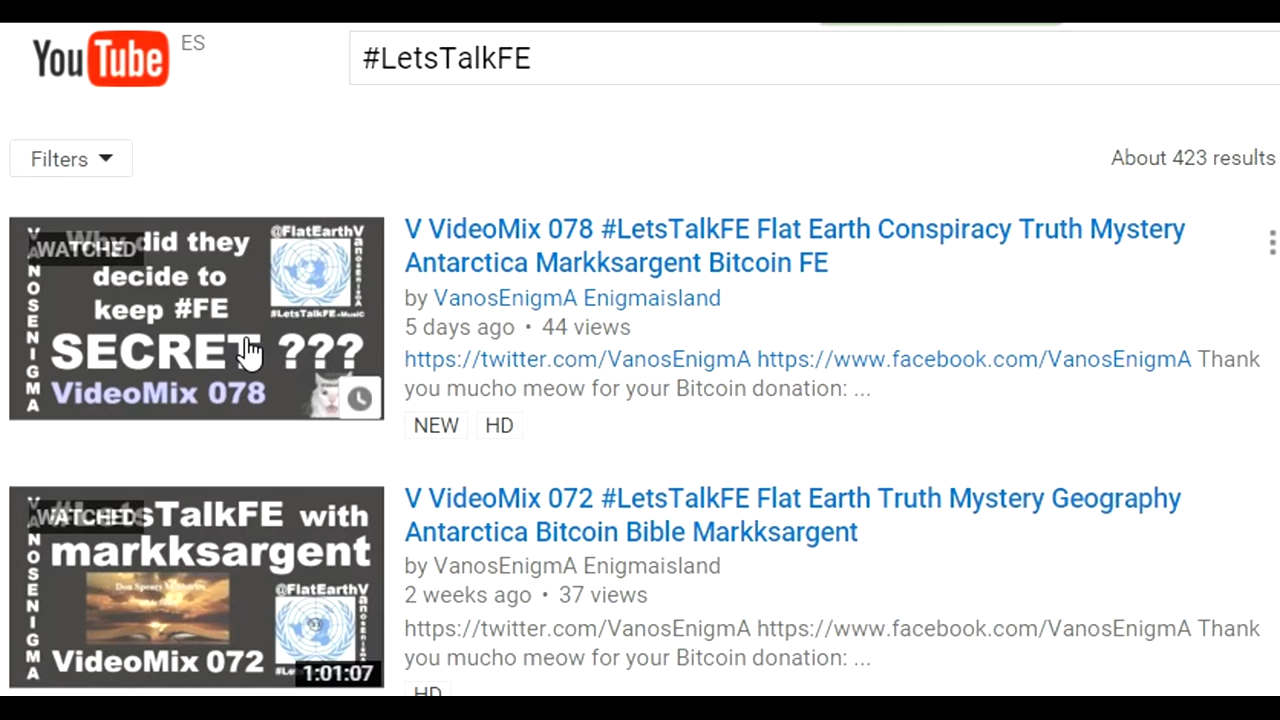 YouTube ES
#LetsTalkFE
Filters
About 423 results
WATCHED
Why did they
decide to
keep #FE
SECRET ???
VideoMix 078
VANOSENIGMA
@FlatEarthV
#LetsTalkFE
V VideoMix 078 #LetsTalkFE Flat Earth Conspiracy Truth Mystery
Antarctica Markksargent Bitcoin FE
by VanosEnigmA Enigmaisland
5 days ago • 44 views
https://twitter.com/VanosEnigmA https://www.facebook.com/VanosEnigmA Thank
you mucho meow for your Bitcoin donation: ...
NEW HD
WATCHED
#LetsTalkFE with
markksargent
VideoMix 072
VANOSENIGMA
@FlatEarthV
1:01:07
V VideoMix 072 #LetsTalkFE Flat Earth Truth Mystery Geography
Antarctica Bitcoin Bible Markksargent
by VanosEnigmA Enigmaisland
2 weeks ago • 37 views
https://twitter.com/VanosEnigmA https://www.facebook.com/VanosEnigmA Thank
you mucho meow for your Bitcoin donation: ...
HD